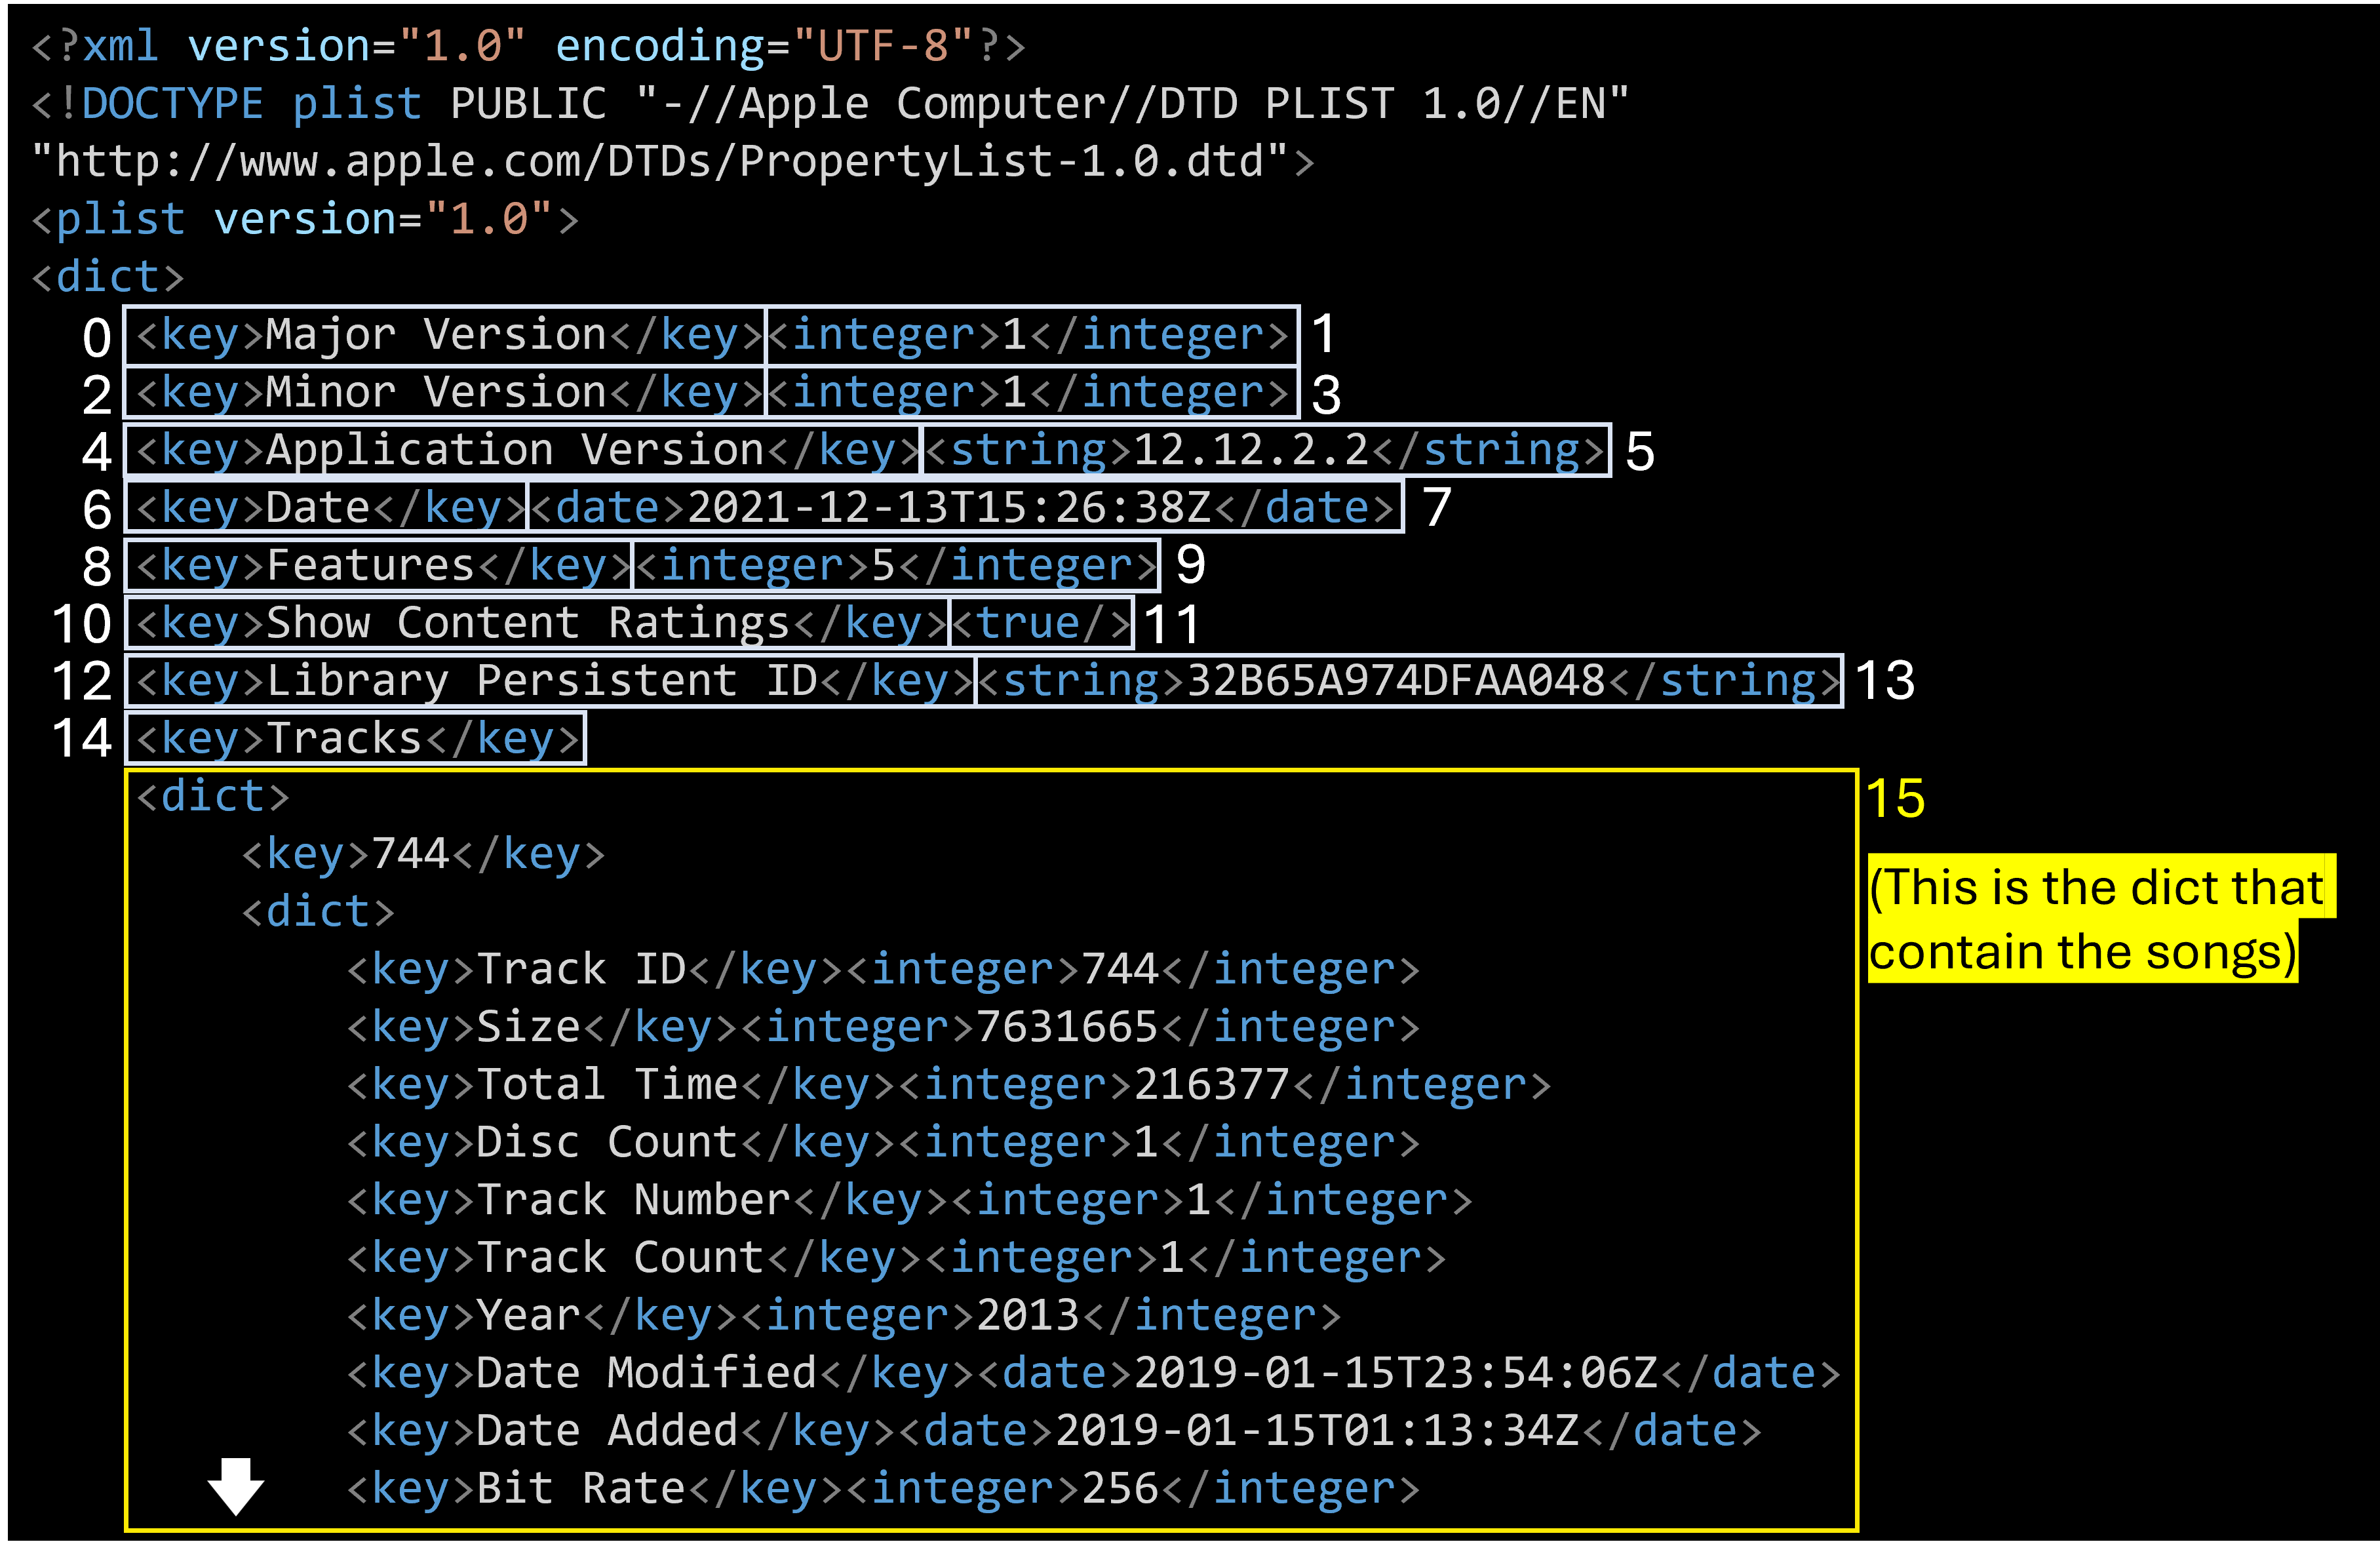 <?xml version="1.0" encoding="UTF-8"?>
<!DOCTYPE plist PUBLIC "-//Apple Computer//DTD PLIST 1.0//EN"
"http://www.apple.com/DTDs/PropertyList-1.0.dtd">
<plist version="1.0">
<dict>
0 <key>Major Version</key><integer>1</integer> 1
2 <key>Minor Version</key><integer>1</integer> 3
4 <key>Application Version</key><string>12.12.2.2</string> 5
6 <key>Date</key><date>2021-12-13T15:26:38Z</date> 7
8 <key>Features</key><integer>5</integer> 9
10 <key>Show Content Ratings</key><true/> 11
12 <key>Library Persistent ID</key><string>32B65A974DFAA048</string> 13
14 <key>Tracks</key>
<dict> 15
<key>744</key>
(This is the dict that
<dict>
contain the songs)
<key>Track ID</key><integer>744</integer>
<key>Size</key><integer>7631665</integer>
<key>Total Time</key><integer>216377</integer>
<key>Disc Count</key><integer>1</integer>
<key>Track Number</key><integer>1</integer>
<key>Track Count</key><integer>1</integer>
<key>Year</key><integer>2013</integer>
<key>Date Modified</key><date>2019-01-15T23:54:06Z</date>
<key>Date Added</key><date>2019-01-15T01:13:34Z</date>
<key>Bit Rate</key><integer>256</integer>